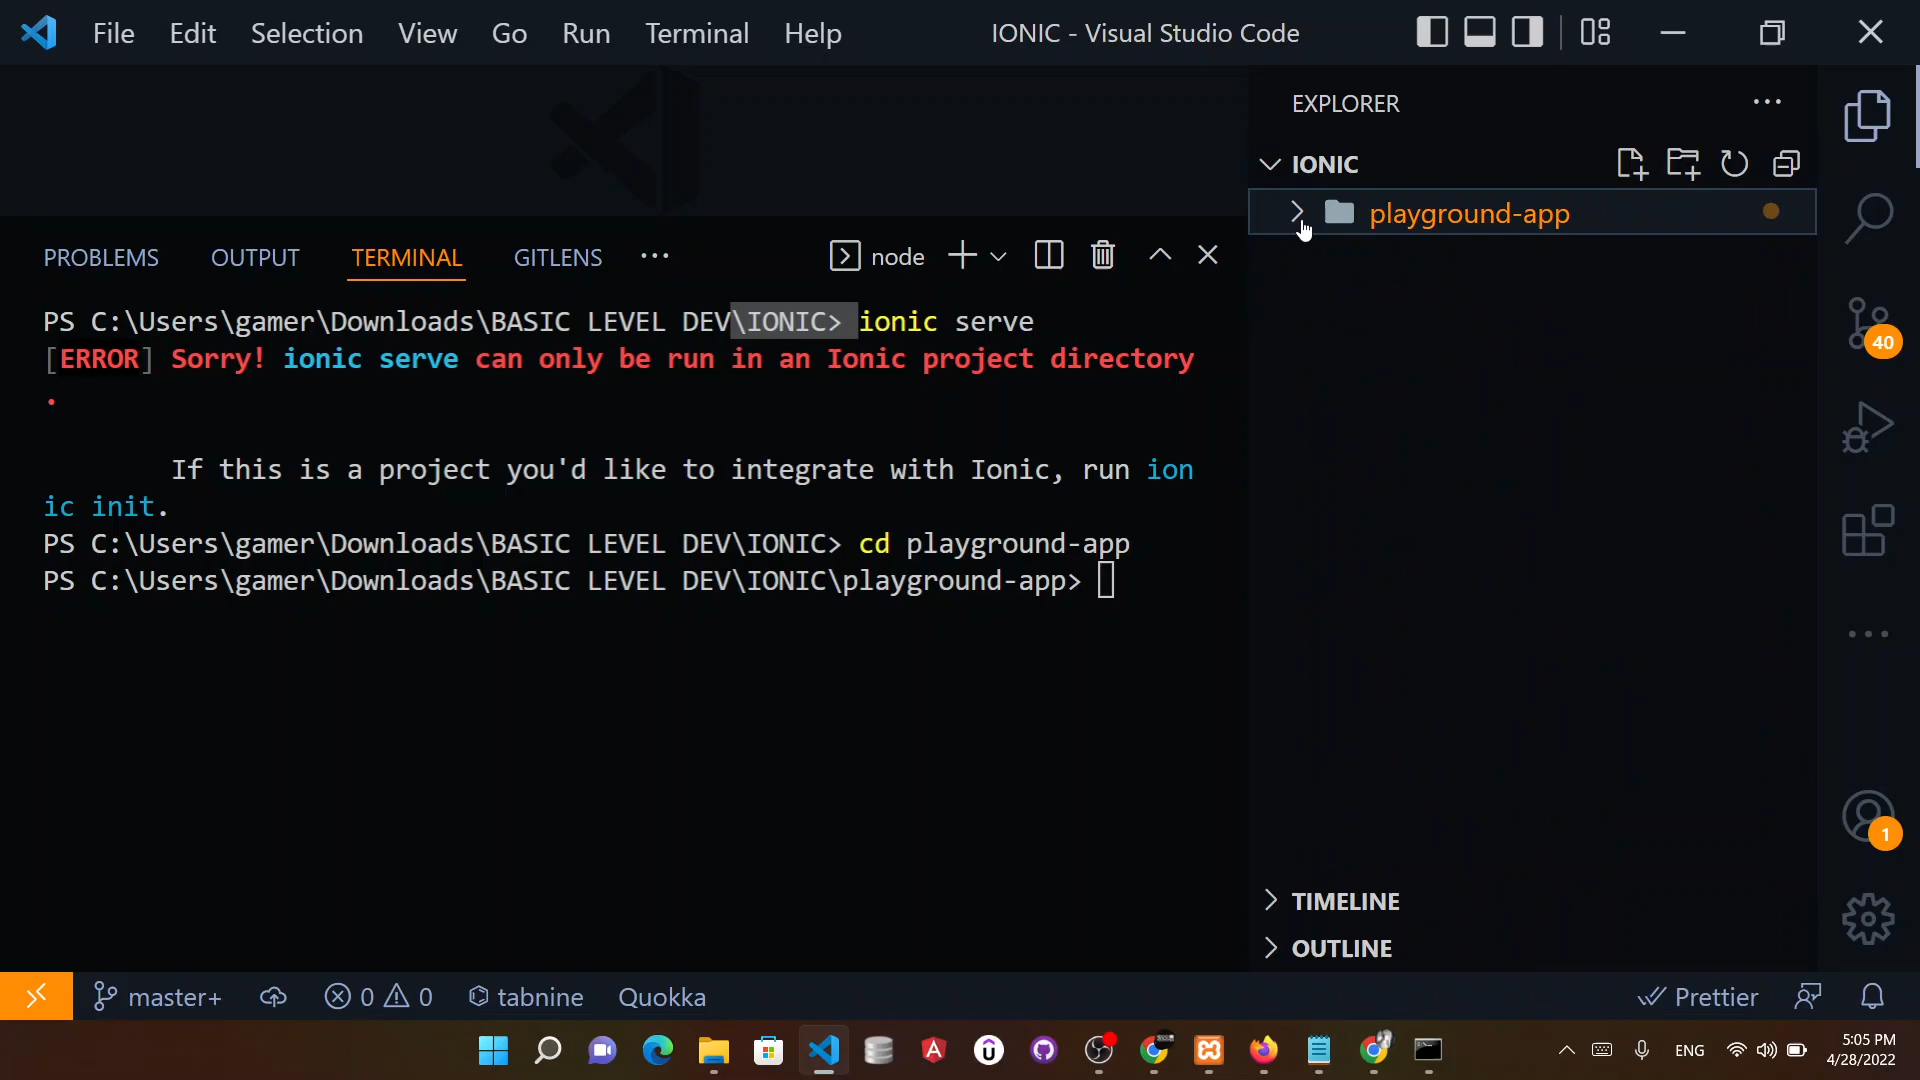 File Edit Selection View Go Run Terminal Help IONIC - Visual Studio Code
EXPLORER
IONIC
playground-app
PROBLEMS OUTPUT TERMINAL GITLENS ... node
PS C:\Users\gamer\Downloads\BASIC LEVEL DEV\IONIC> ionic serve
[ERROR] Sorry! ionic serve can only be run in an Ionic project directory
.
If this is a project you'd like to integrate with Ionic, run ion
ic init.
PS C:\Users\gamer\Downloads\BASIC LEVEL DEV\IONIC> cd playground-app
PS C:\Users\gamer\Downloads\BASIC LEVEL DEV\IONIC\playground-app>
40
1
TIMELINE
OUTLINE
master+ 0 0 tabnine Quokka Prettier
ENG 5:05 PM
4/28/2022